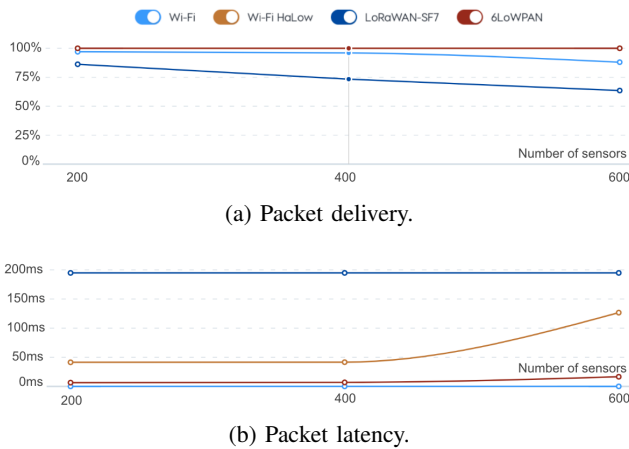 Wi-Fi Wi-Fi HaLow LoRaWAN-SF7 6LoWPAN
100%
75%
50%
25%
0%
Number of sensors
200 400 600
(a) Packet delivery.
200ms
150ms
100ms
50ms
0ms
Number of sensors
200 400 600
(b) Packet latency.